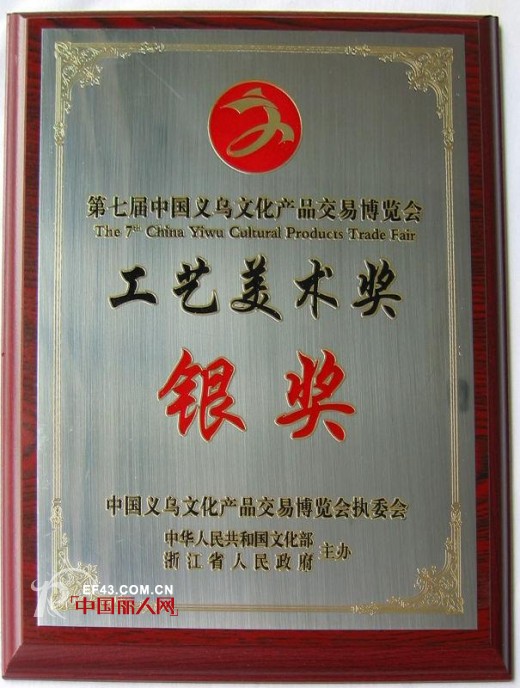 第七届中国义乌文化产品交易博览会
The 7th China Yiwu Cultural Products Trade Fair
工艺美术奖
银奖
中国义乌文化产品交易博览会执委会
中华人民共和国文化部
浙江省人民政府 主办
EF43.COM.CN
中国丽人网